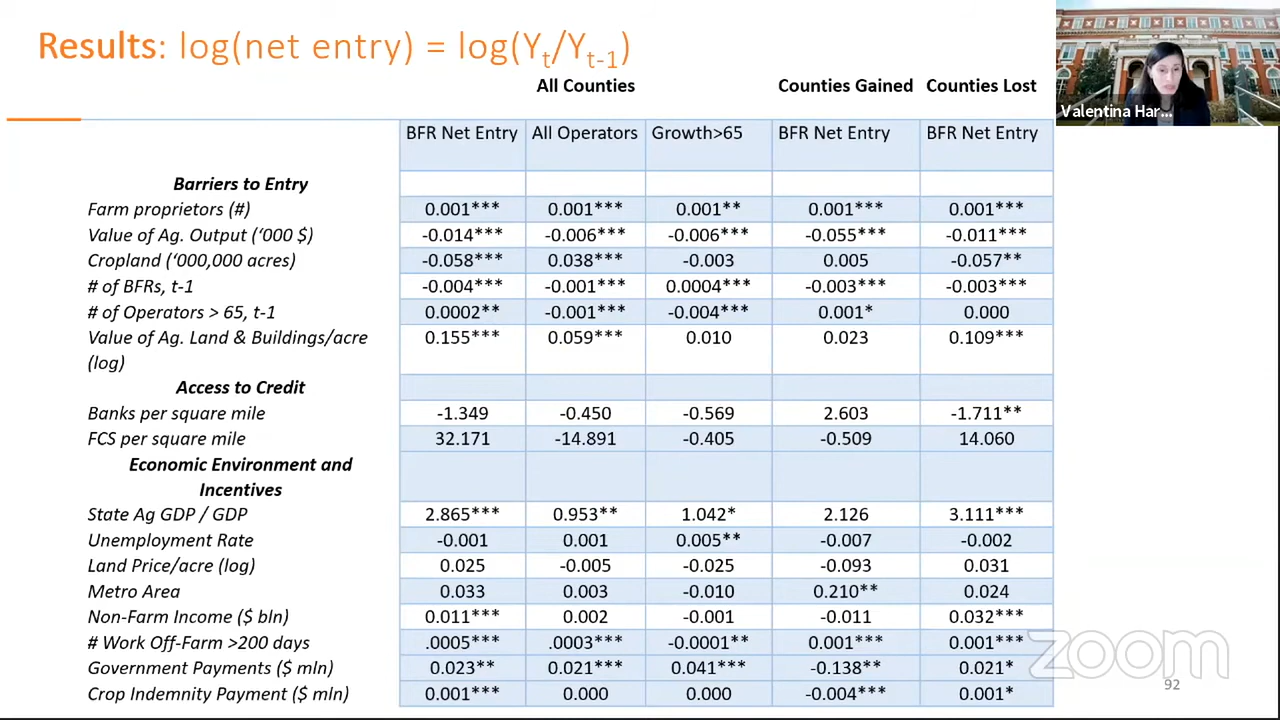 Results: log(net entry) = log(Yt/Yt-1)
All Counties Counties Gained Counties Lost
Valentina Har...
BFR Net Entry All Operators Growth>65 BFR Net Entry BFR Net Entry
Barriers to Entry
Farm proprietors (#) 0.001*** 0.001*** 0.001** 0.001*** 0.001***
Value of Ag. Output (‘000 $) -0.014*** -0.006*** -0.006*** -0.055*** -0.011***
Cropland (‘000,000 acres) -0.058*** 0.038*** -0.003 0.005 -0.057**
# of BFRs, t-1 -0.004*** -0.001*** 0.0004*** -0.003*** -0.003***
# of Operators > 65, t-1 0.0002** -0.001*** -0.004*** 0.001* 0.000
Value of Ag. Land & Buildings/acre 0.155*** 0.059*** 0.010 0.023 0.109***
(log)
Access to Credit
Banks per square mile -1.349 -0.450 -0.569 2.603 -1.711**
FCS per square mile 32.171 -14.891 -0.405 -0.509 14.060
Economic Environment and
Incentives
State Ag GDP / GDP 2.865*** 0.953** 1.042* 2.126 3.111***
Unemployment Rate -0.001 0.001 0.005** -0.007 -0.002
Land Price/acre (log) 0.025 -0.005 -0.025 -0.093 0.031
Metro Area 0.033 0.003 -0.010 0.210** 0.024
Non-Farm Income ($ bln) 0.011*** 0.002 -0.001 -0.011 0.032***
# Work Off-Farm >200 days .0005*** .0003*** -0.0001** 0.001*** 0.001***
Government Payments ($ mln) 0.023** 0.021*** 0.041*** -0.138** 0.021*
Crop Indemnity Payment ($ mln) 0.001*** 0.000 0.000 -0.004*** 0.001*
zoom
92